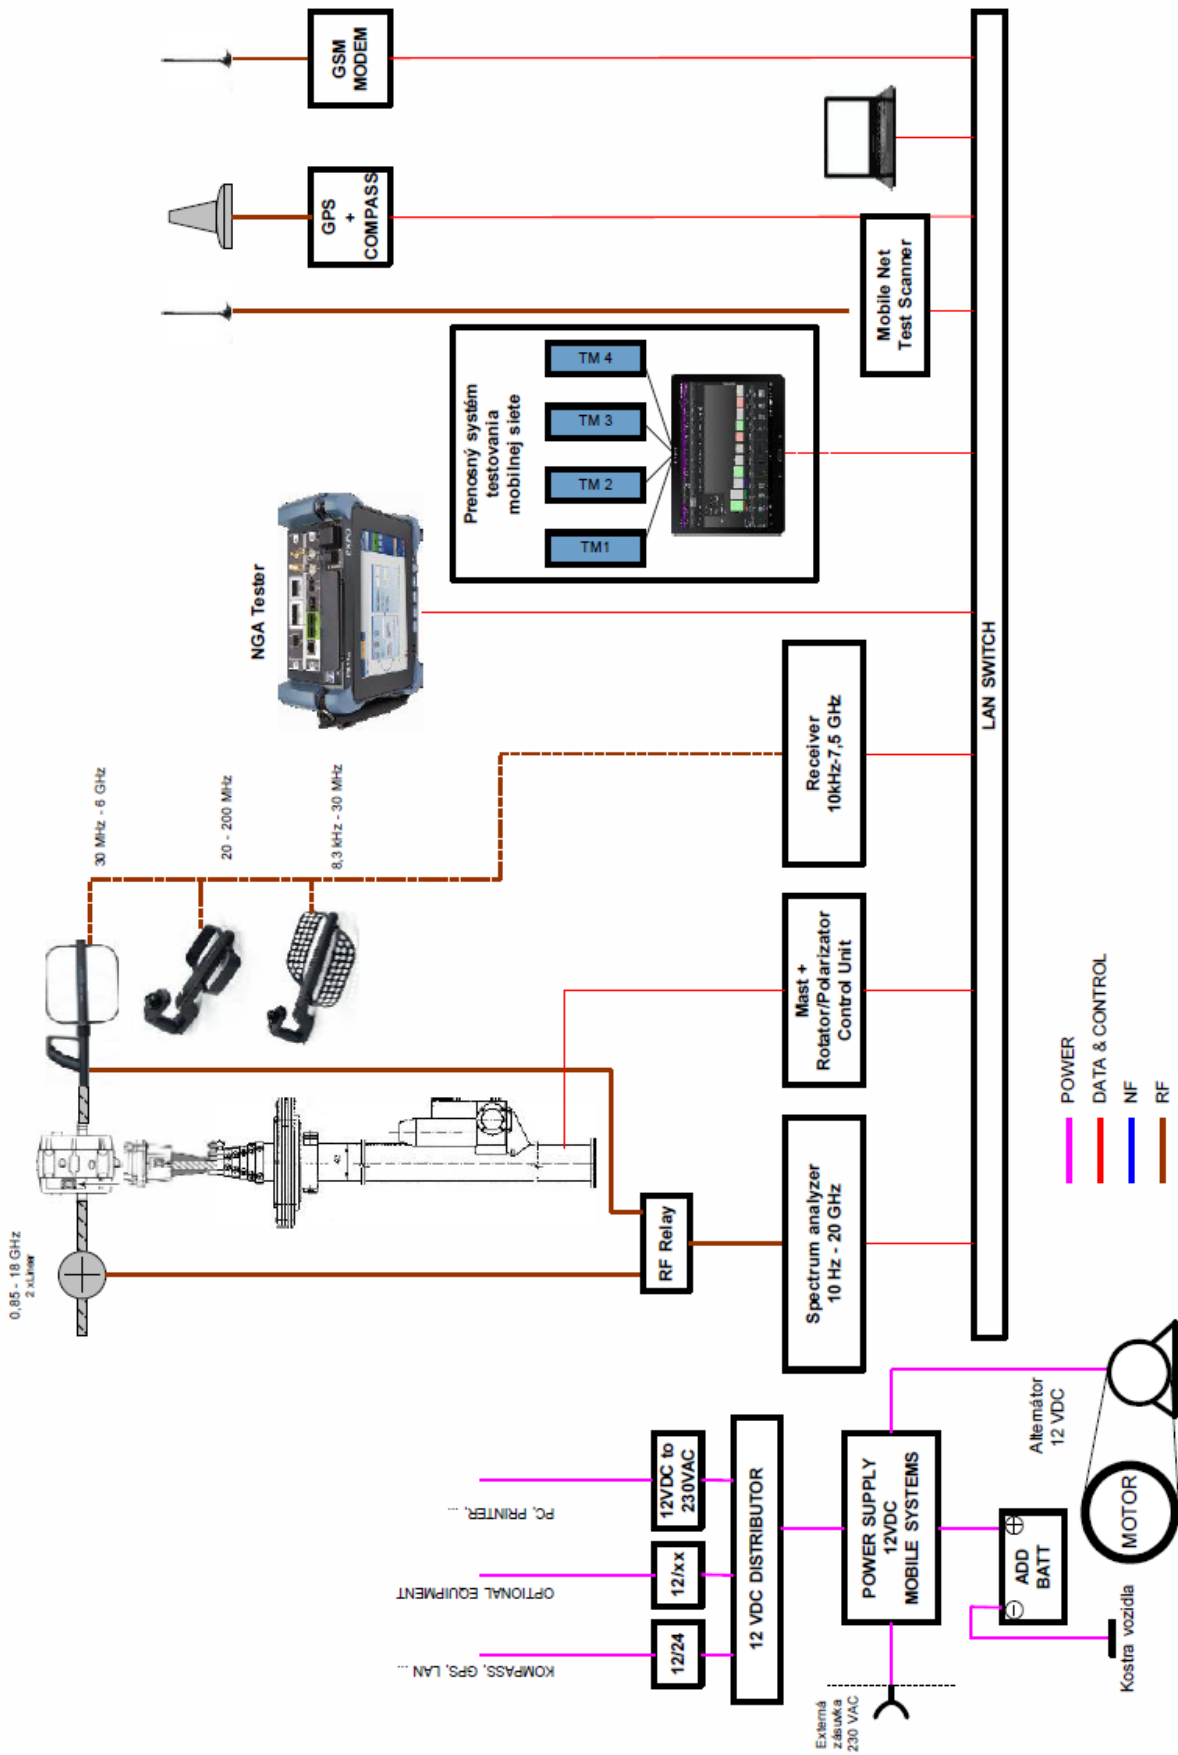 0,85 - 18 GHz
2 xLinear
30 MHz - 6 GHz
20 - 200 MHz
8,3 kHz - 30 MHz
NGA Tester
Prenosný systém
testovania
mobilnej siete
TM1
TM 2
TM 3
TM 4
GPS
+
COMPASS
GSM
MODEM
RF Relay
Spectrum analyzer
10 Hz - 20 GHz
Mast +
Rotator/Polarizator
Control Unit
Receiver
10kHz-7,5 GHz
Mobile Net
Test Scanner
LAN SWITCH
KOMPASS, GPS, LAN ...
OPTIONAL EQUIPMENT
PC, PRINTER, ...
12/24
12/xx
12VDC to
230VAC
12 VDC DISTRIBUTOR
POWER SUPPLY
12VDC
MOBILE SYSTEMS
Externá
zásuvka
230 VAC
ADD
BATT
Kostra vozidla
MOTOR
Alternátor
12 VDC
POWER
DATA & CONTROL
NF
RF